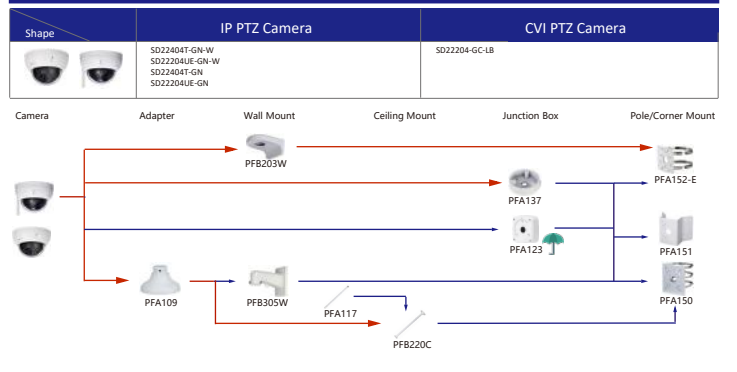 Shape
IP PTZ Camera
CVI PTZ Camera
SD22404T-GN-W
SD22204UE-GN-W
SD22404T-GN
SD22204UE-GN
SD22204-GC-LB
Camera
Adapter
Wall Mount
Ceiling Mount
Junction Box
Pole/Corner Mount
PFB203W
PFA152-E
PFA137
PFA123
PFA151
PFA109
PFB305W
PFA117
PFA150
PFB220C